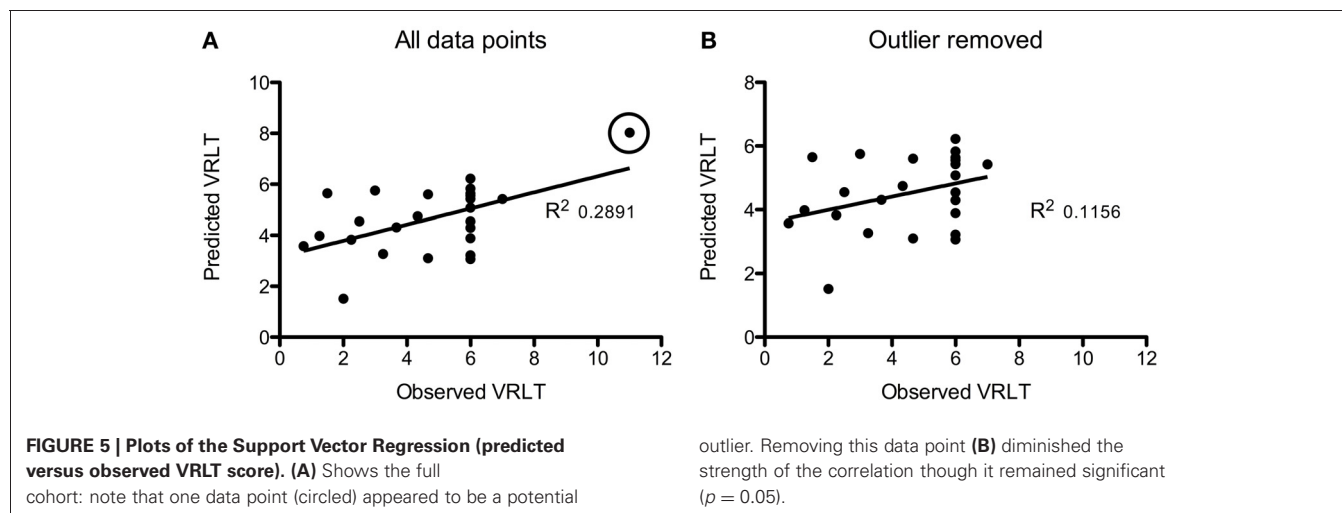 A
All data points
10
8
6
4
2
0
Predicted VRLT
R² 0.2891
0 2 4 6 8 10 12
Observed VRLT
B
Outlier removed
8
6
4
2
0
Predicted VRLT
R² 0.1156
0 2 4 6 8 10 12
Observed VRLT
FIGURE 5 | Plots of the Support Vector Regression (predicted
versus observed VRLT score). (A) Shows the full
cohort: note that one data point (circled) appeared to be a potential
outlier. Removing this data point (B) diminished the
strength of the correlation though it remained significant
(p = 0.05).